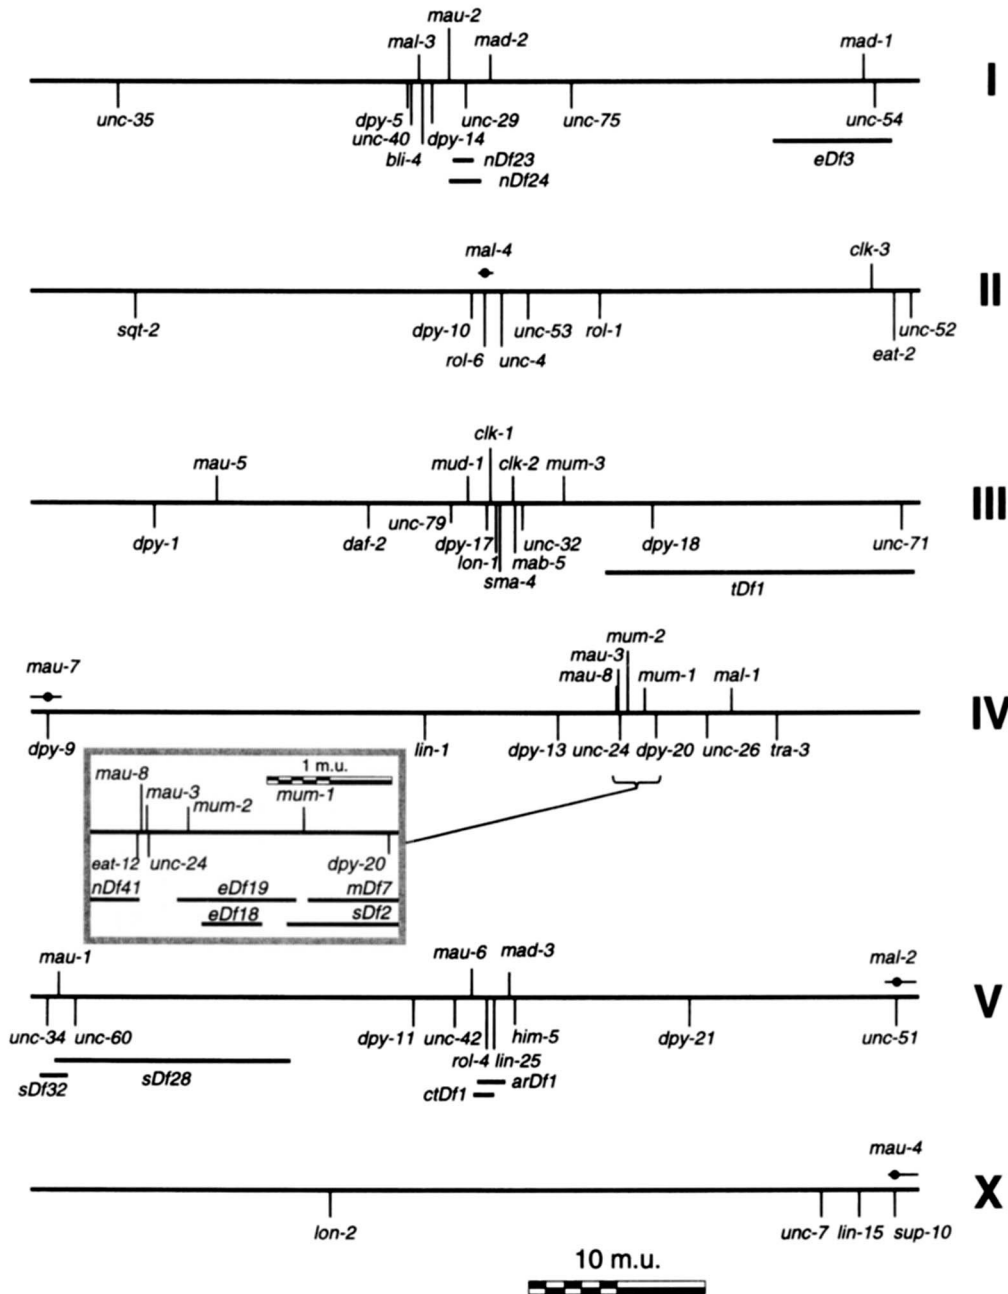 mau-2
mal-3 mad-2 mad-1
I
unc-35 dpy-5 unc-29 unc-75 unc-54
unc-40 dpy-14
bli-4 nDf23 eDf3
nDf24
mal-4 clk-3
II
sqt-2 dpy-10 unc-53 rol-1 unc-52
rol-6 unc-4 eat-2
clk-1
mau-5 mud-1 clk-2 mum-3
III
unc-79
dpy-1 daf-2 dpy-17 unc-32 dpy-18 unc-71
lon-1 mab-5
sma-4 tDf1
mum-2
mau-7 mau-3
mau-8 mum-1 mal-1
IV
dpy-9 lin-1 dpy-13 unc-24 dpy-20 unc-26 tra-3
1 m.u.
mau-8
mau-3 mum-2 mum-1
eat-12 unc-24 dpy-20
nDf41 eDf19 mDf7
eDf18 sDf2
mau-1 mau-6 mad-3 mal-2
V
unc-34 unc-60 dpy-11 unc-42 him-5 dpy-21 unc-51
rol-4 lin-25
sDf32 sDf28 arDf1
ctDf1
mau-4
X
lon-2 unc-7 lin-15 sup-10
10 m.u.